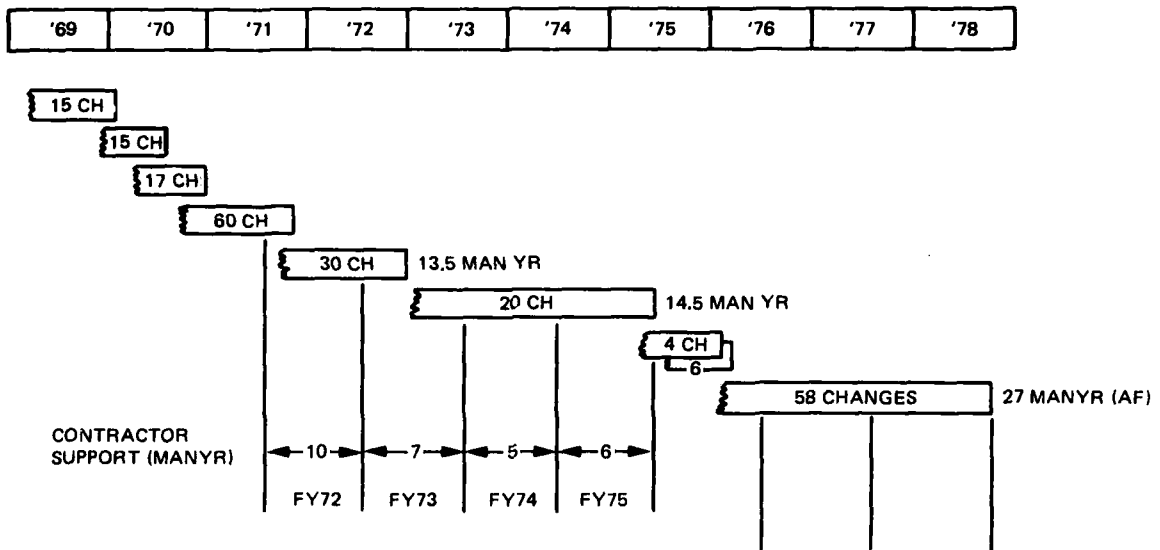 '69 '70 '71 '72 '73 '74 '75 '76 '77 '78
15 CH
15 CH
17 CH
60 CH
30 CH 13.5 MAN YR
20 CH 14.5 MAN YR
4 CH
6
58 CHANGES 27 MANYR (AF)
CONTRACTOR
SUPPORT (MANYR) 10 7 5 6
FY72 FY73 FY74 FY75